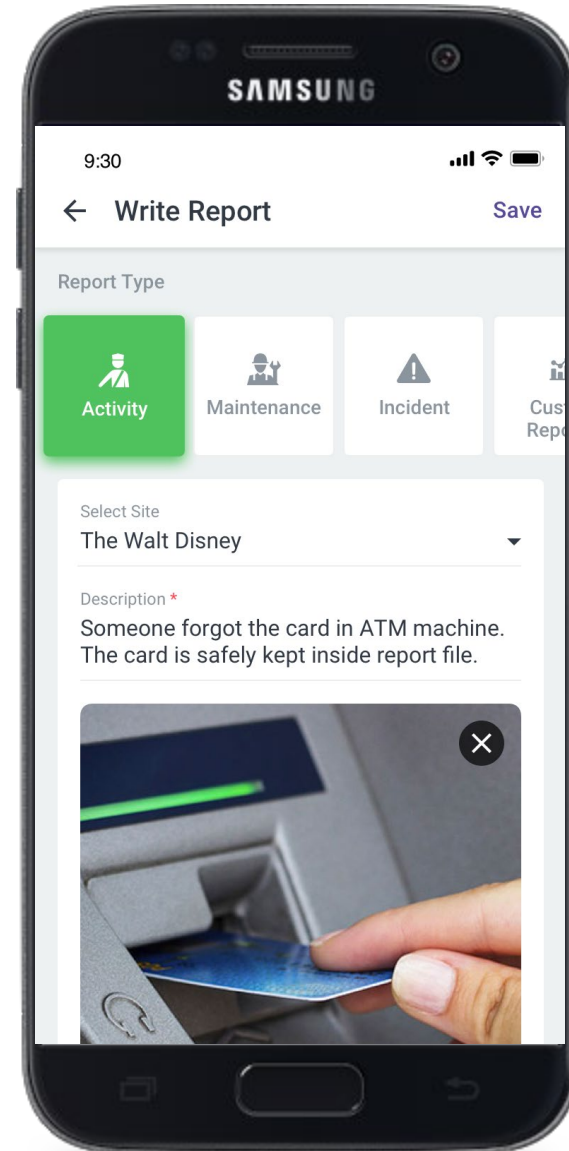 SAMSUNG
9:30
Write Report
Save
Report Type
Activity
Maintenance
Incident
Select Site
The Walt Disney
Description *
Someone forgot the card in ATM machine.
The card is safely kept inside report file.